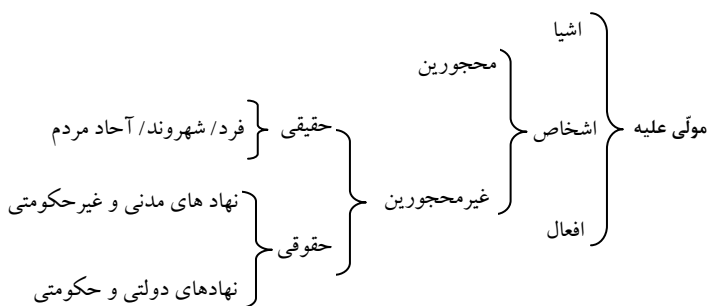 مولّی علیه
اشیا
اشخاص
محجورین
غیرمحجورین
حقیقی
فرد/ شهروند/ آحاد مردم
حقوقی
نهاد های مدنی و غیرحکومتی
نهادهای دولتی و حکومتی
افعال